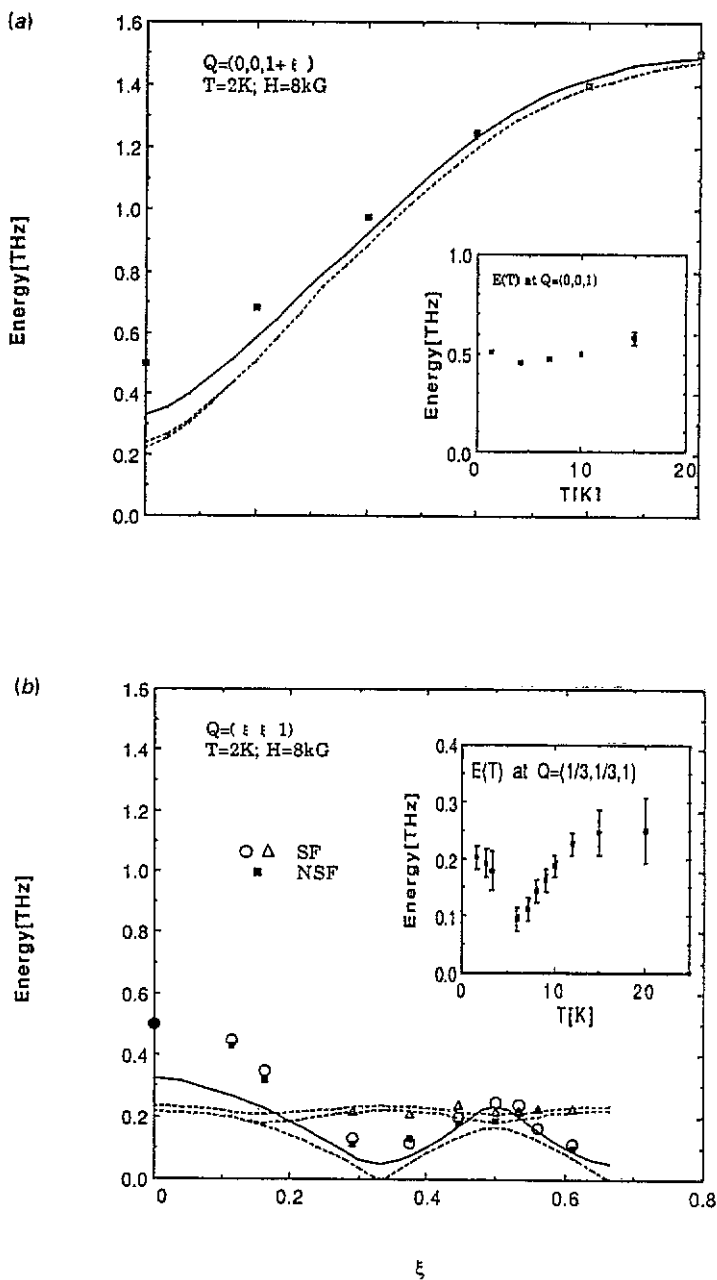 (a)
1.6
1.4
1.2
1.0
0.8
0.6
0.4
0.2
0.0
Energy[THz]
Q=(0,0,1+ξ )
T=2K; H=8kG
1.0
0.5
0.0
Energy[THz]
E(T) at Q=(0,0,1)
0 10 20
T[K]
(b)
1.6
1.4
1.2
1.0
0.8
0.6
0.4
0.2
0.0
Energy[THz]
Q=(ξ ξ 1)
T=2K; H=8kG
SF
NSF
0.4
0.3
0.2
0.1
0.0
Energy[THz]
E(T) at Q=(1/3,1/3,1)
0 10 20
T[K]
0 0.2 0.4 0.6 0.8
ξ